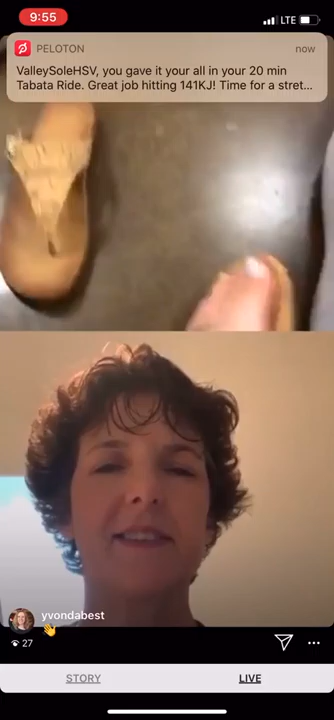 9:55
LTE
PELOTON
now
ValleySoleHSV, you gave it your all in your 20 min
Tabata Ride. Great job hitting 141KJ! Time for a stret...
yvondabest
27
STORY
LIVE